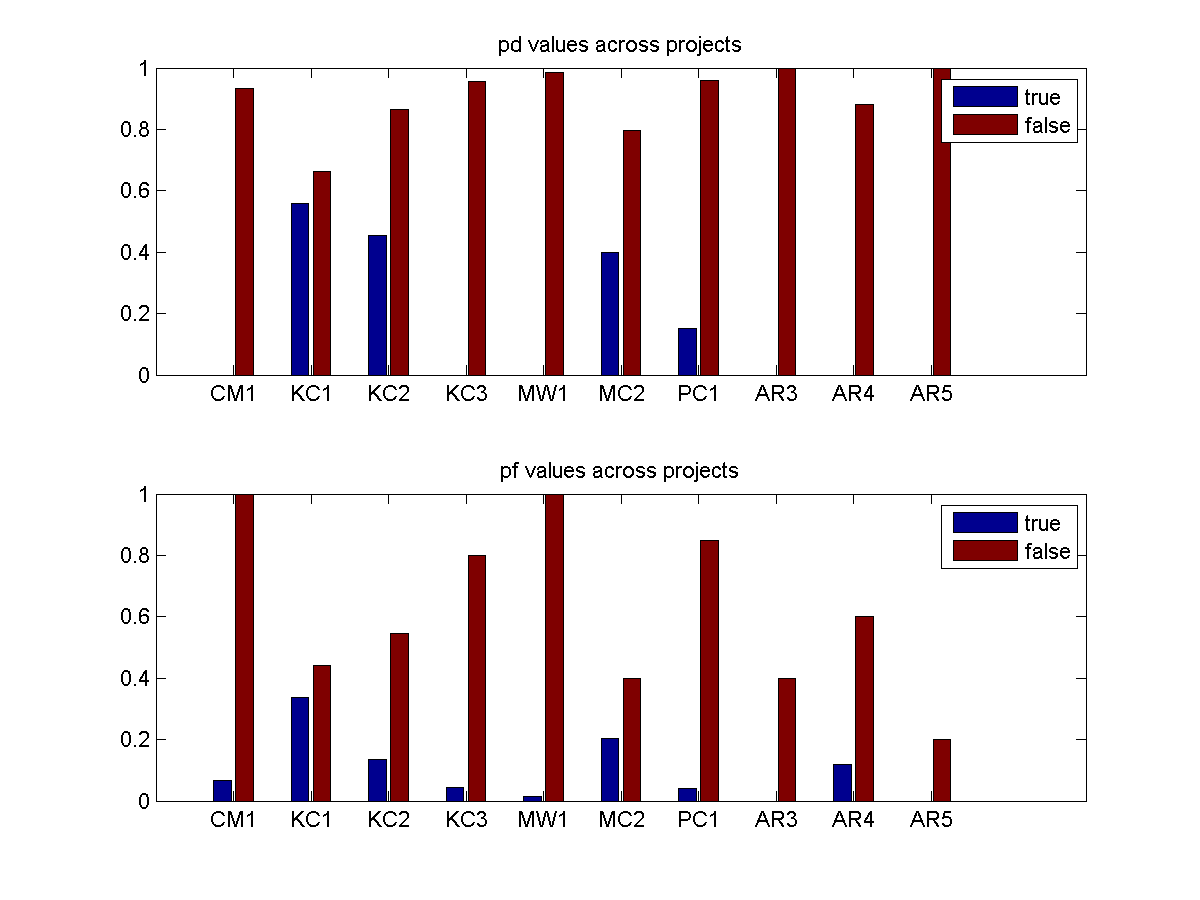 pd values across projects
1
0.8
0.6
0.4
0.2
0
true
false
CM1 KC1 KC2 KC3 MW1 MC2 PC1 AR3 AR4 AR5
pf values across projects
1
0.8
0.6
0.4
0.2
0
true
false
CM1 KC1 KC2 KC3 MW1 MC2 PC1 AR3 AR4 AR5